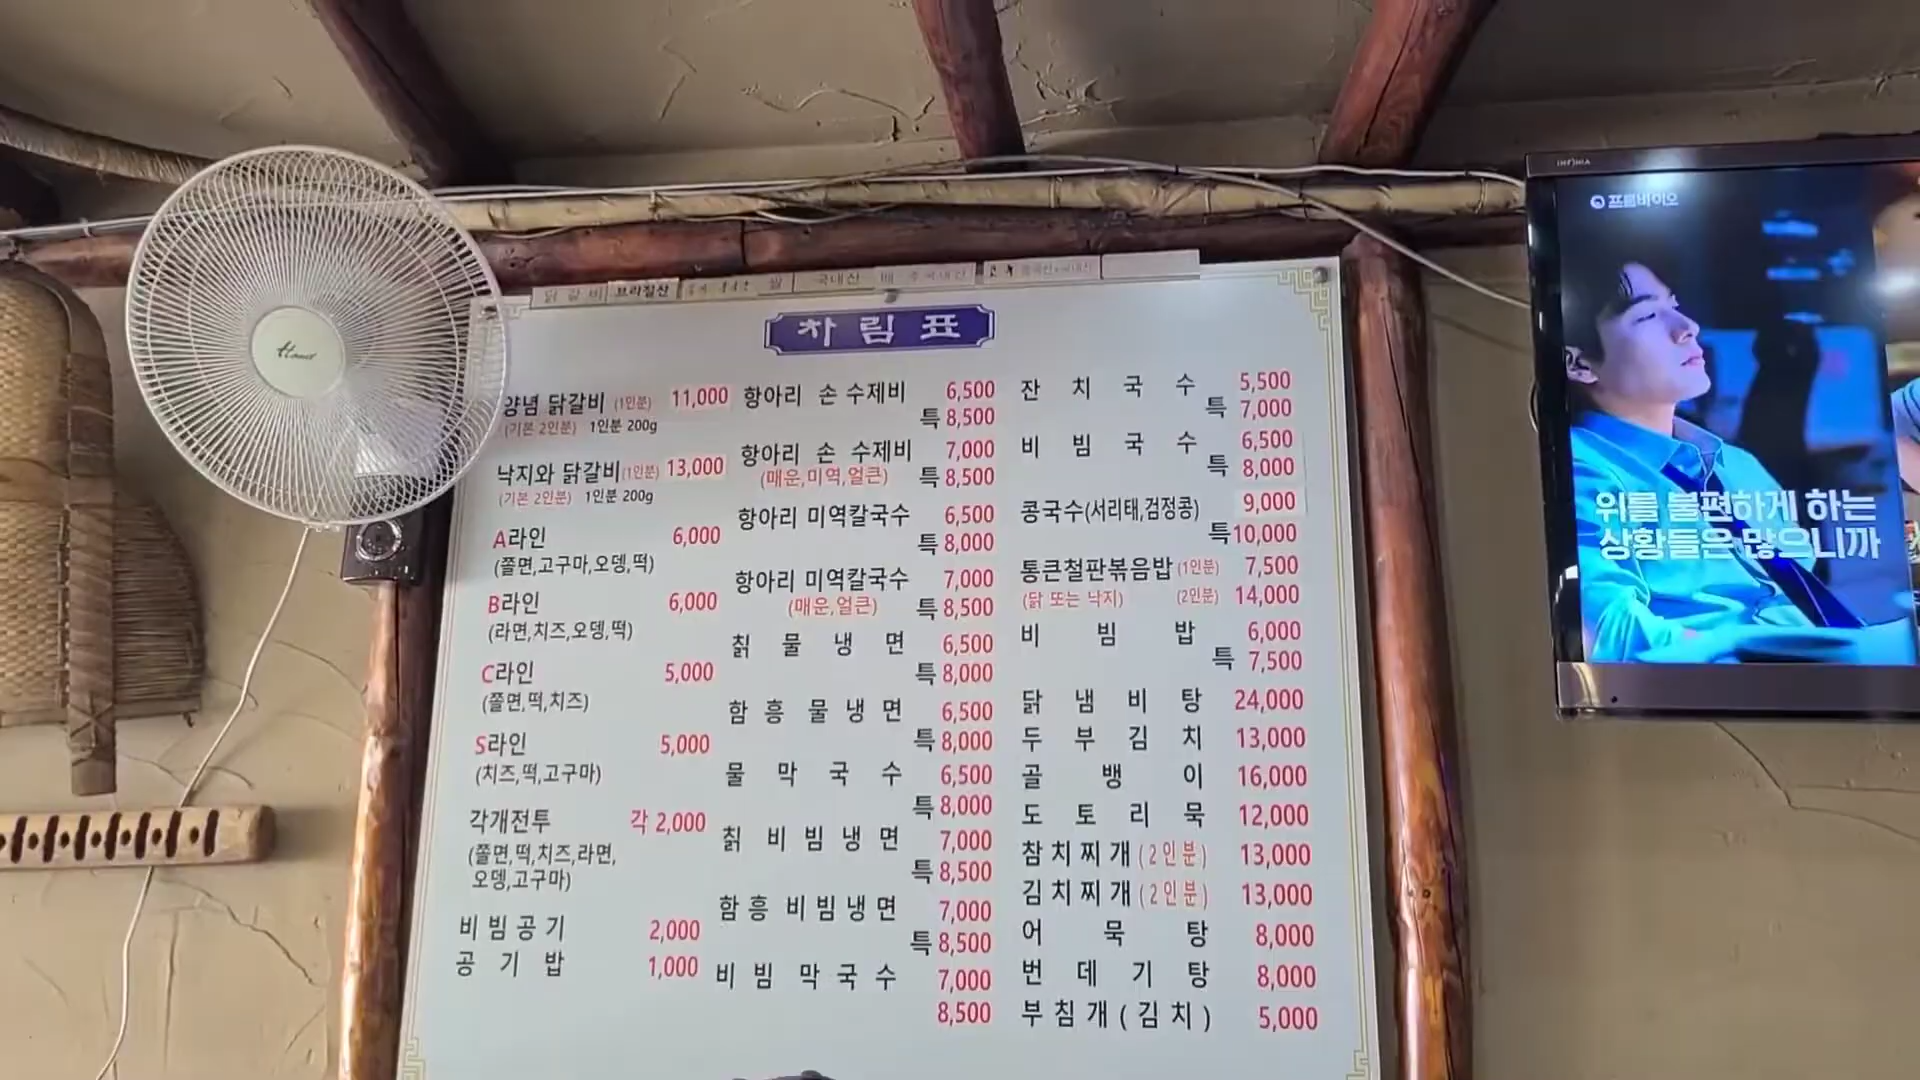 INFINIA
프롬바이오
닭갈비 브라질산 쌀 국내산
차림표
양념 닭갈비 (1인분) 11,000
(기본 2인분) 1인분 200g
낙지와 닭갈비(1인분) 13,000
(기본 2인분) 1인분 200g
A라인 6,000
(쫄면,고구마,오뎅,떡)
B라인 6,000
(라면,치즈,오뎅,떡)
C라인 5,000
(쫄면,떡,치즈)
S라인 5,000
(치즈,떡,고구마)
각개전투 각 2,000
(쫄면,떡,치즈,라면,
오뎅,고구마)
비빔공기 2,000
공기밥 1,000
항아리 손 수제비 6,500
특 8,500
항아리 손 수제비 7,000
(매운,미역,얼큰) 특 8,500
항아리 미역칼국수 6,500
특 8,000
항아리 미역칼국수 7,000
(매운,얼큰) 특 8,500
칡물냉면 6,500
특 8,000
함흥물냉면 6,500
특 8,000
물막국수 6,500
특 8,000
칡비빔냉면 7,000
특 8,500
함흥비빔냉면 7,000
특 8,500
비빔막국수 7,000
8,500
잔치국수 5,500
특 7,000
비빔국수 6,500
특 8,000
콩국수(서리태,검정콩) 9,000
특 10,000
통큰철판볶음밥 (1인분) 7,500
(닭 또는 낙지) (2인분) 14,000
비빔밥 6,000
특 7,500
닭냄비탕 24,000
두부김치 13,000
골뱅이 16,000
도토리묵 12,000
참치찌개(2인분) 13,000
김치찌개(2인분) 13,000
어묵탕 8,000
번데기탕 8,000
부침개(김치) 5,000
위를 불편하게 하는
상황들은 많으니까